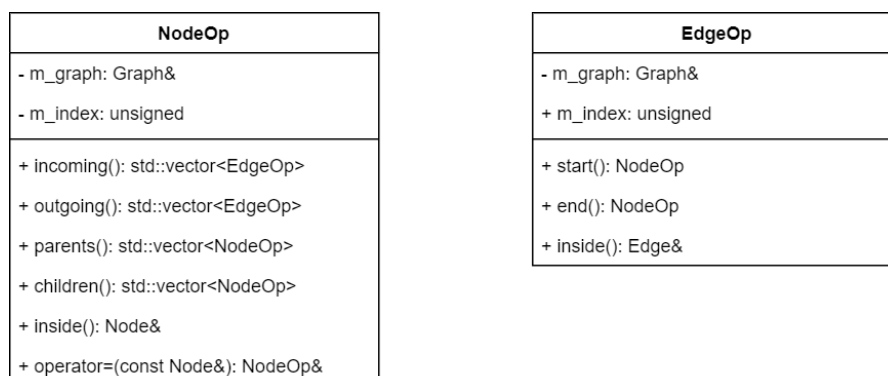 NodeOp
- m_graph: Graph&
- m_index: unsigned
+ incoming(): std::vector<EdgeOp>
+ outgoing(): std::vector<EdgeOp>
+ parents(): std::vector<NodeOp>
+ children(): std::vector<NodeOp>
+ inside(): Node&
+ operator=(const Node&): NodeOp&
EdgeOp
- m_graph: Graph&
+ m_index: unsigned
+ start(): NodeOp
+ end(): NodeOp
+ inside(): Edge&